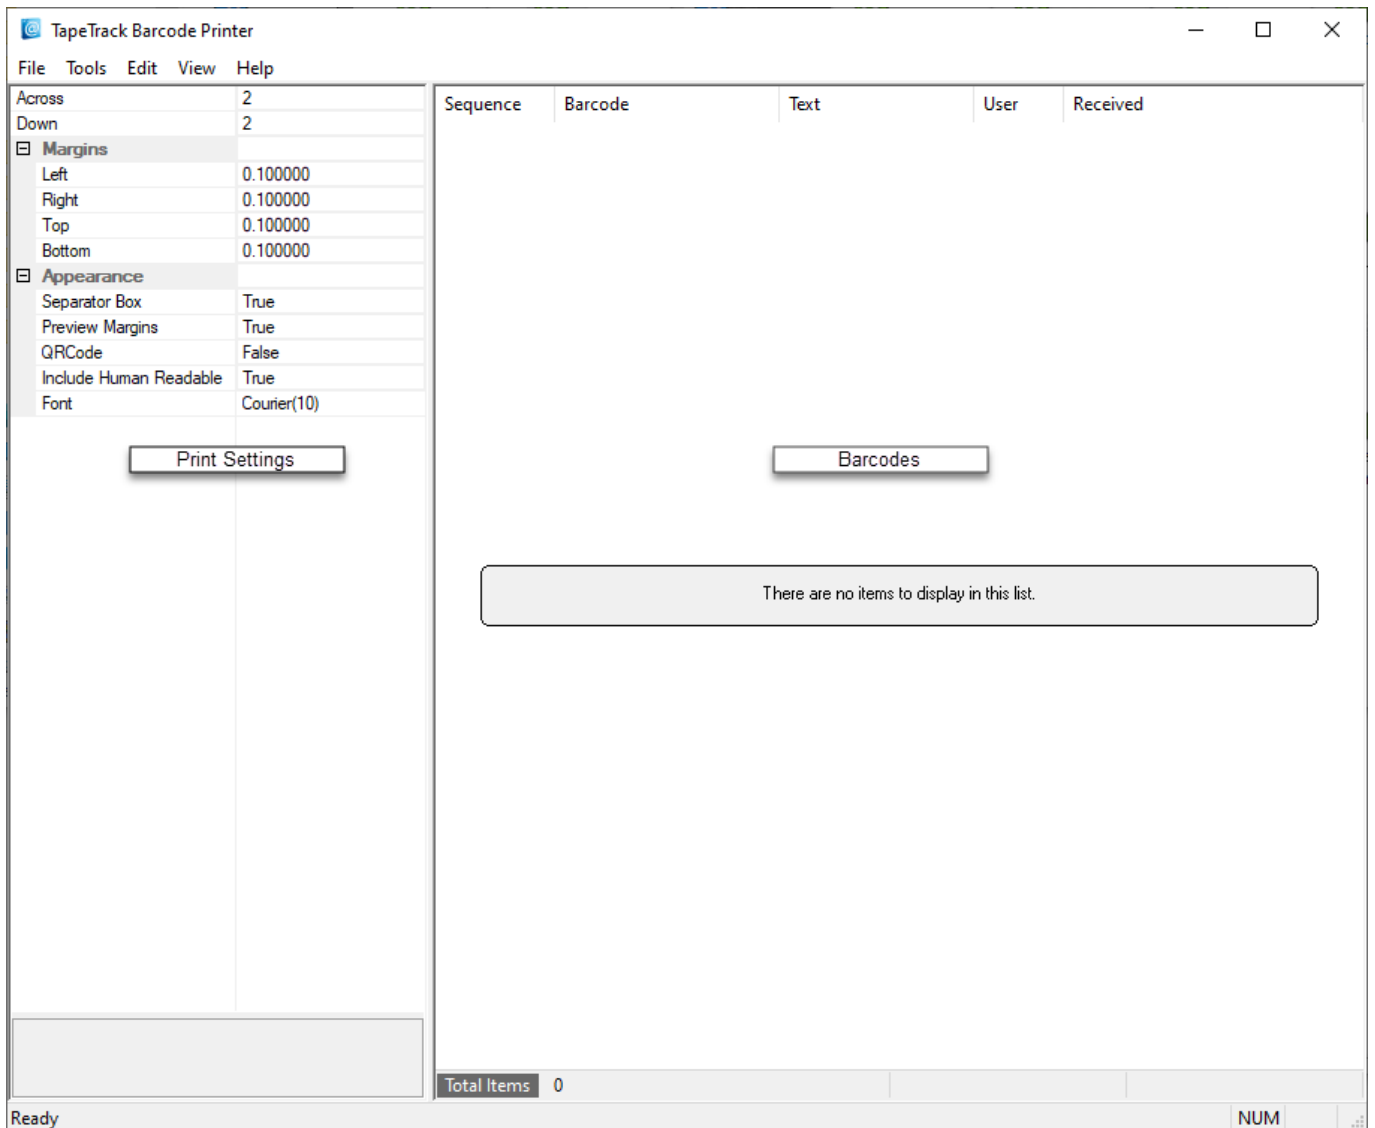 TapeTrack Barcode Printer
File Tools Edit View Help
Across 2
Down 2
Margins
Left 0.100000
Right 0.100000
Top 0.100000
Bottom 0.100000
Appearance
Separator Box True
Preview Margins True
QRCode False
Include Human Readable True
Font Courier(10)
Print Settings
Sequence Barcode Text User Received
Barcodes
There are no items to display in this list.
Total Items 0
Ready NUM